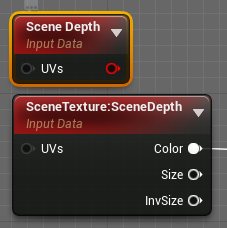 Scene Depth
Input Data
UVs
SceneTexture:SceneDepth
Input Data
UVs
Color
Size
InvSize